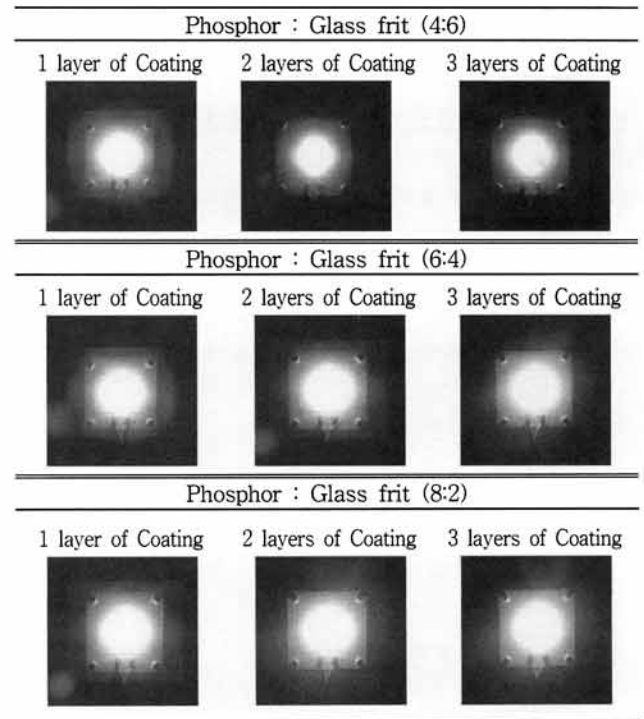 Phosphor : Glass frit (4:6)
1 layer of Coating 2 layers of Coating 3 layers of Coating
Phosphor : Glass frit (6:4)
1 layer of Coating 2 layers of Coating 3 layers of Coating
Phosphor : Glass frit (8:2)
1 layer of Coating 2 layers of Coating 3 layers of Coating